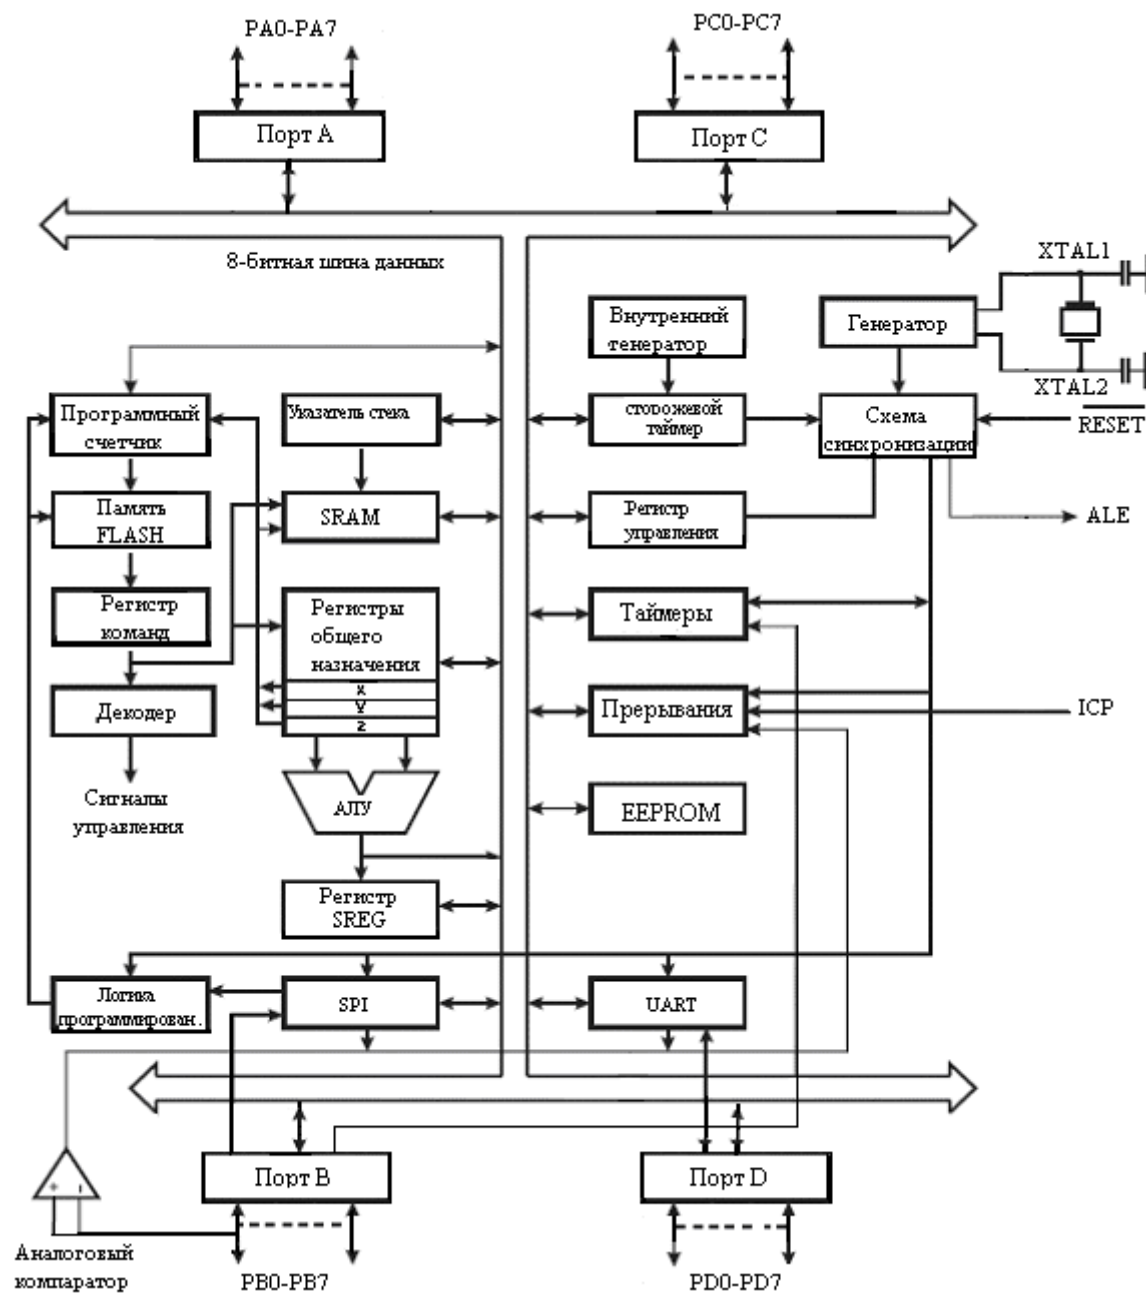 PA0-PA7
PC0-PC7
Порт A
Порт C
8-битная шина данных
XTAL1
Внутренний
генератор
Генератор
XTAL2
Программный
счетчик
Указатель стека
сторожевой
таймер
Схема
синхронизации
RESET
Память
FLASH
SRAM
Регистр
управления
ALE
Регистр
команд
Регистры
общего
назначения
X
Y
Z
Таймеры
Декодер
Прерывания
ICP
Сигналы
управления
АЛУ
EEPROM
Регистр
SREG
Логика
программирован.
SPI
UART
+
Порт B
Порт D
Аналоговый
компаратор
PB0-PB7
PD0-PD7